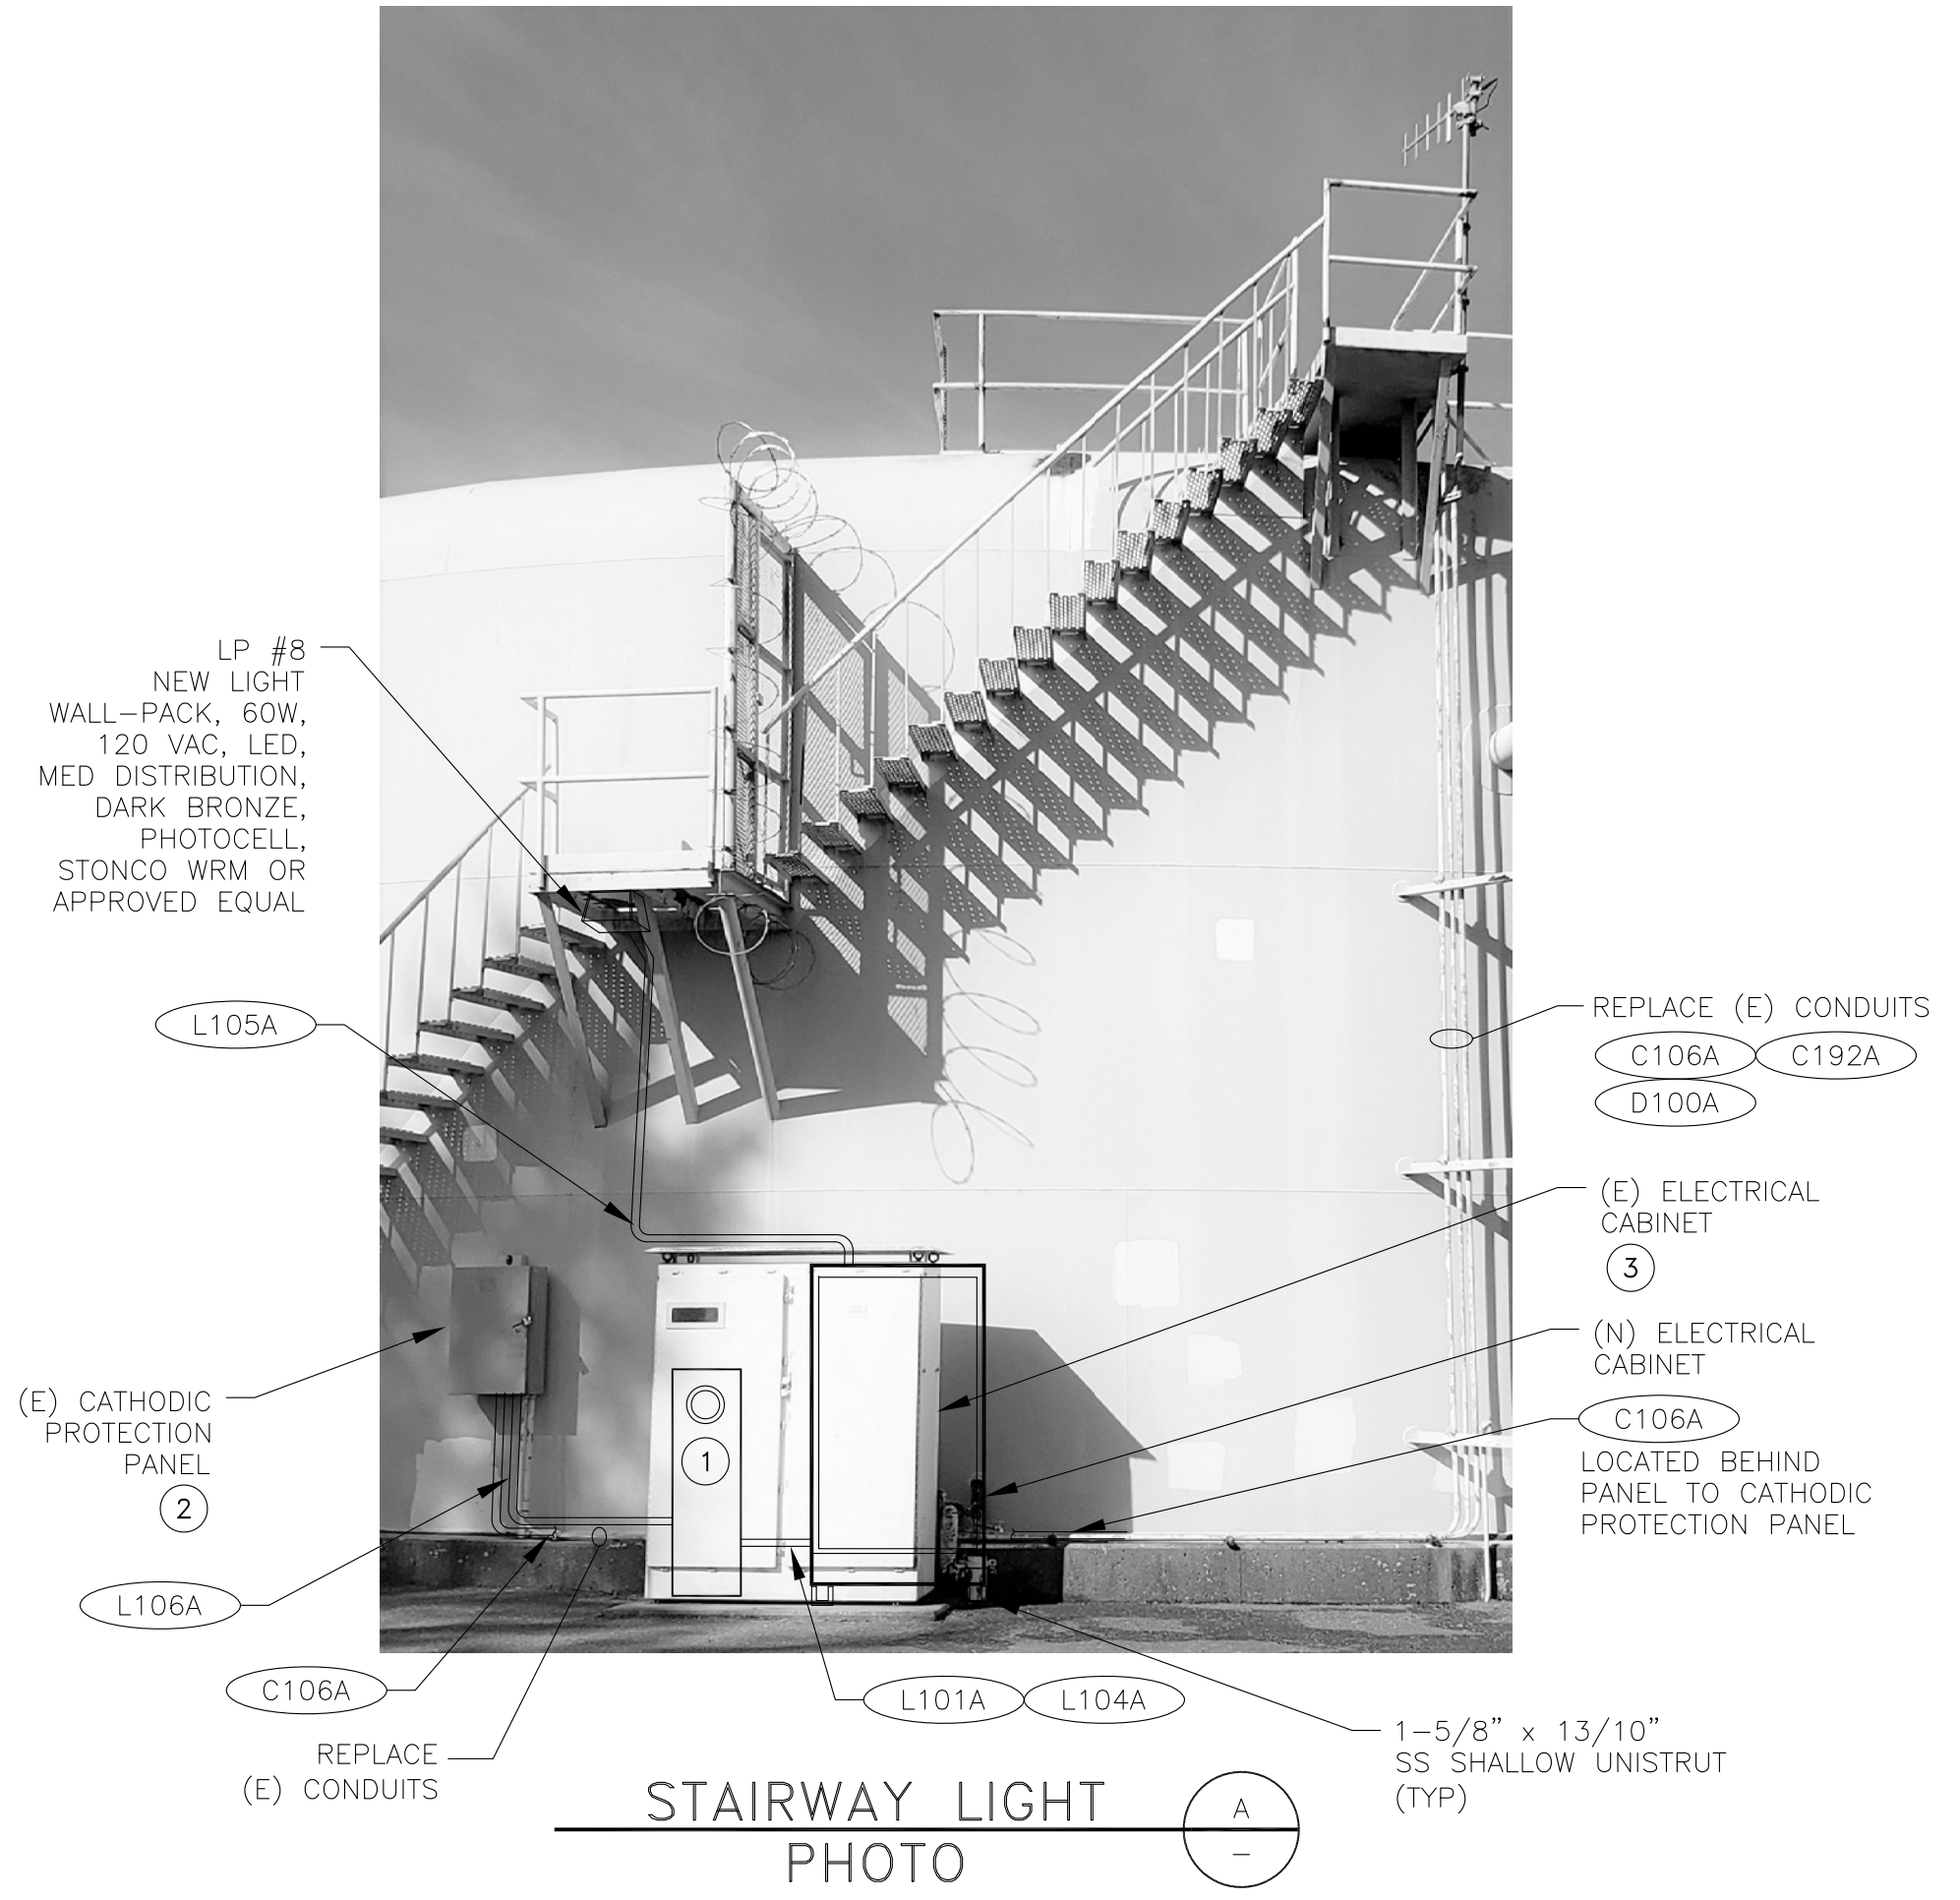 LP #8
NEW LIGHT
WALL-PACK, 60W,
120 VAC, LED,
MED DISTRIBUTION,
DARK BRONZE,
PHOTOCELL,
STONCO WRM OR
APPROVED EQUAL
L105A
REPLACE (E) CONDUITS
C106A C192A
D100A
(E) ELECTRICAL
CABINET
3
(N) ELECTRICAL
CABINET
C106A
LOCATED BEHIND
PANEL TO CATHODIC
PROTECTION PANEL
(E) CATHODIC
PROTECTION
PANEL
2
1
L106A
C106A
REPLACE
(E) CONDUITS
L101A L104A
1-5/8" x 13/10"
SS SHALLOW UNISTRUT
(TYP)
STAIRWAY LIGHT
PHOTO
A
-